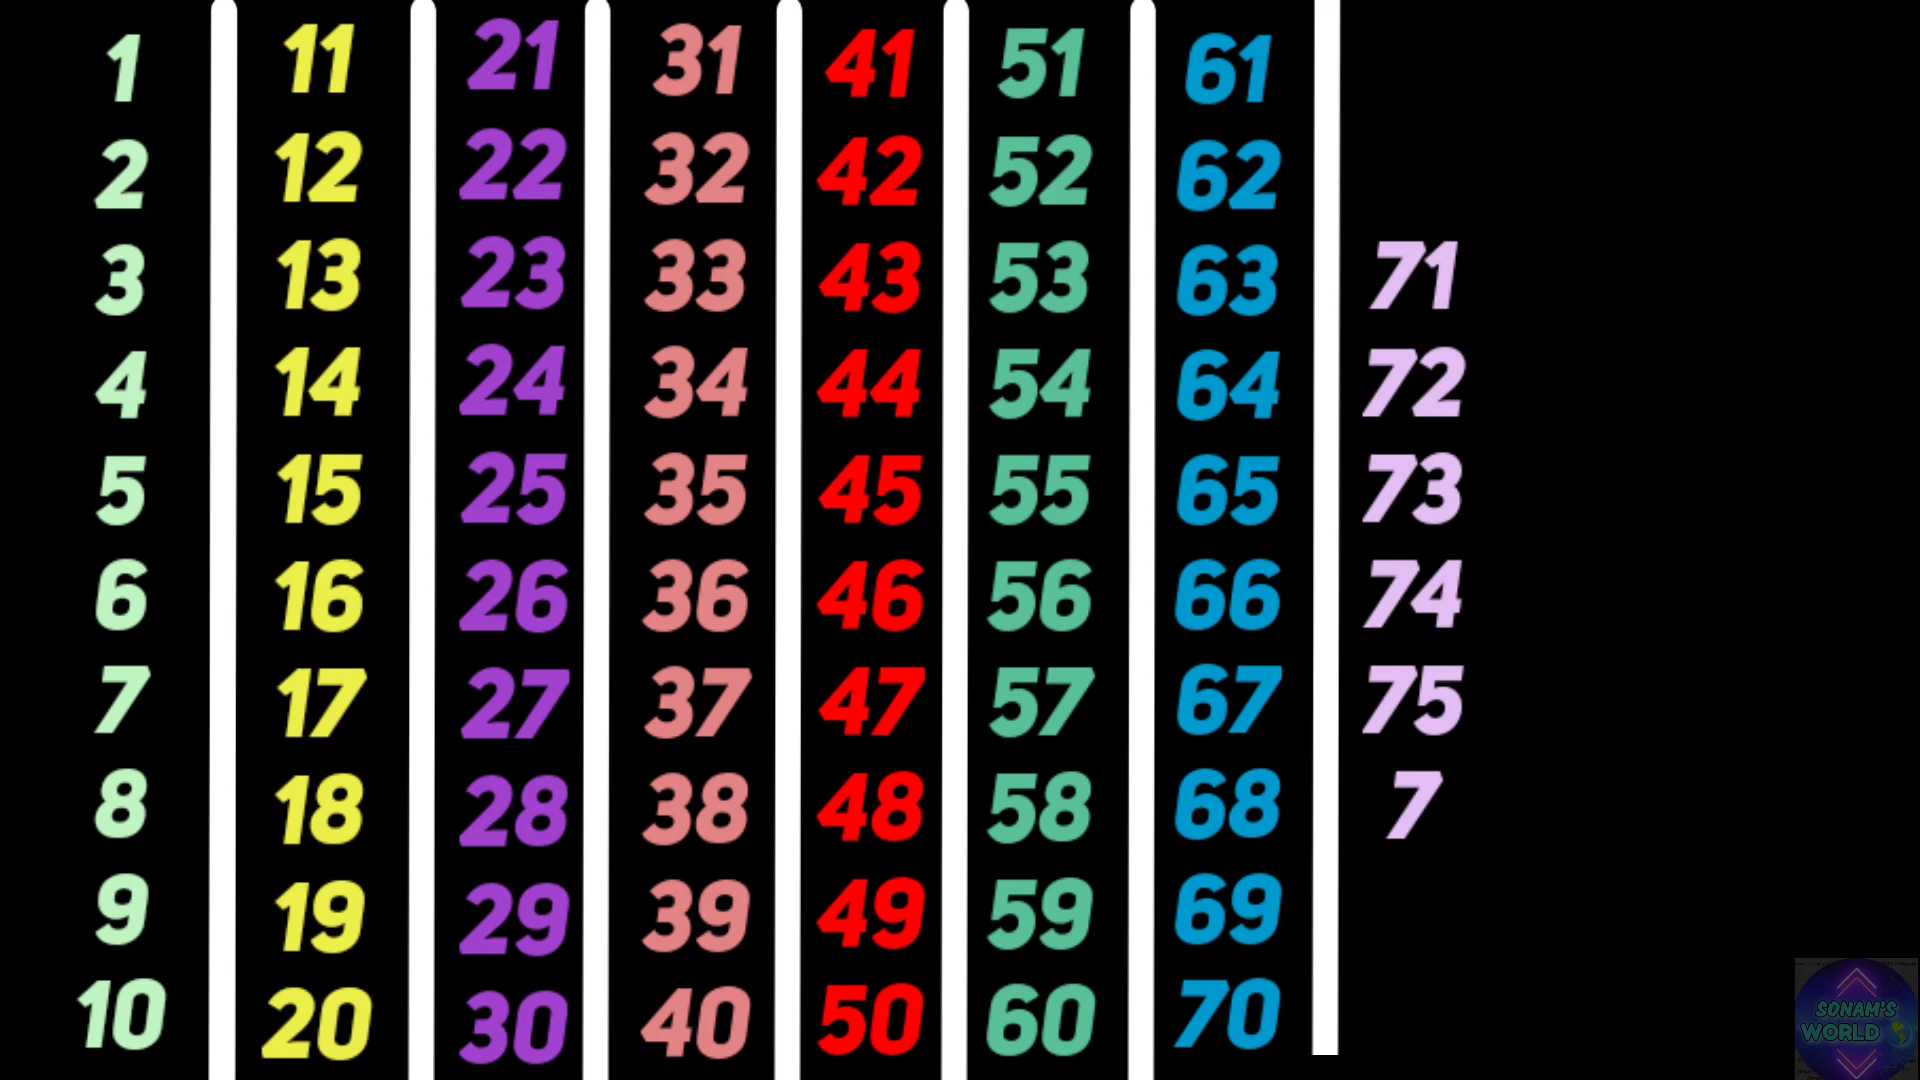 1 11 21 31 41 51 61
2 12 22 32 42 52 62
3 13 23 33 43 53 63 71
4 14 24 34 44 54 64 72
5 15 25 35 45 55 65 73
6 16 26 36 46 56 66 74
7 17 27 37 47 57 67 75
8 18 28 38 48 58 68 7
9 19 29 39 49 59 69
10 20 30 40 50 60 70
SONAM'S
WORLD